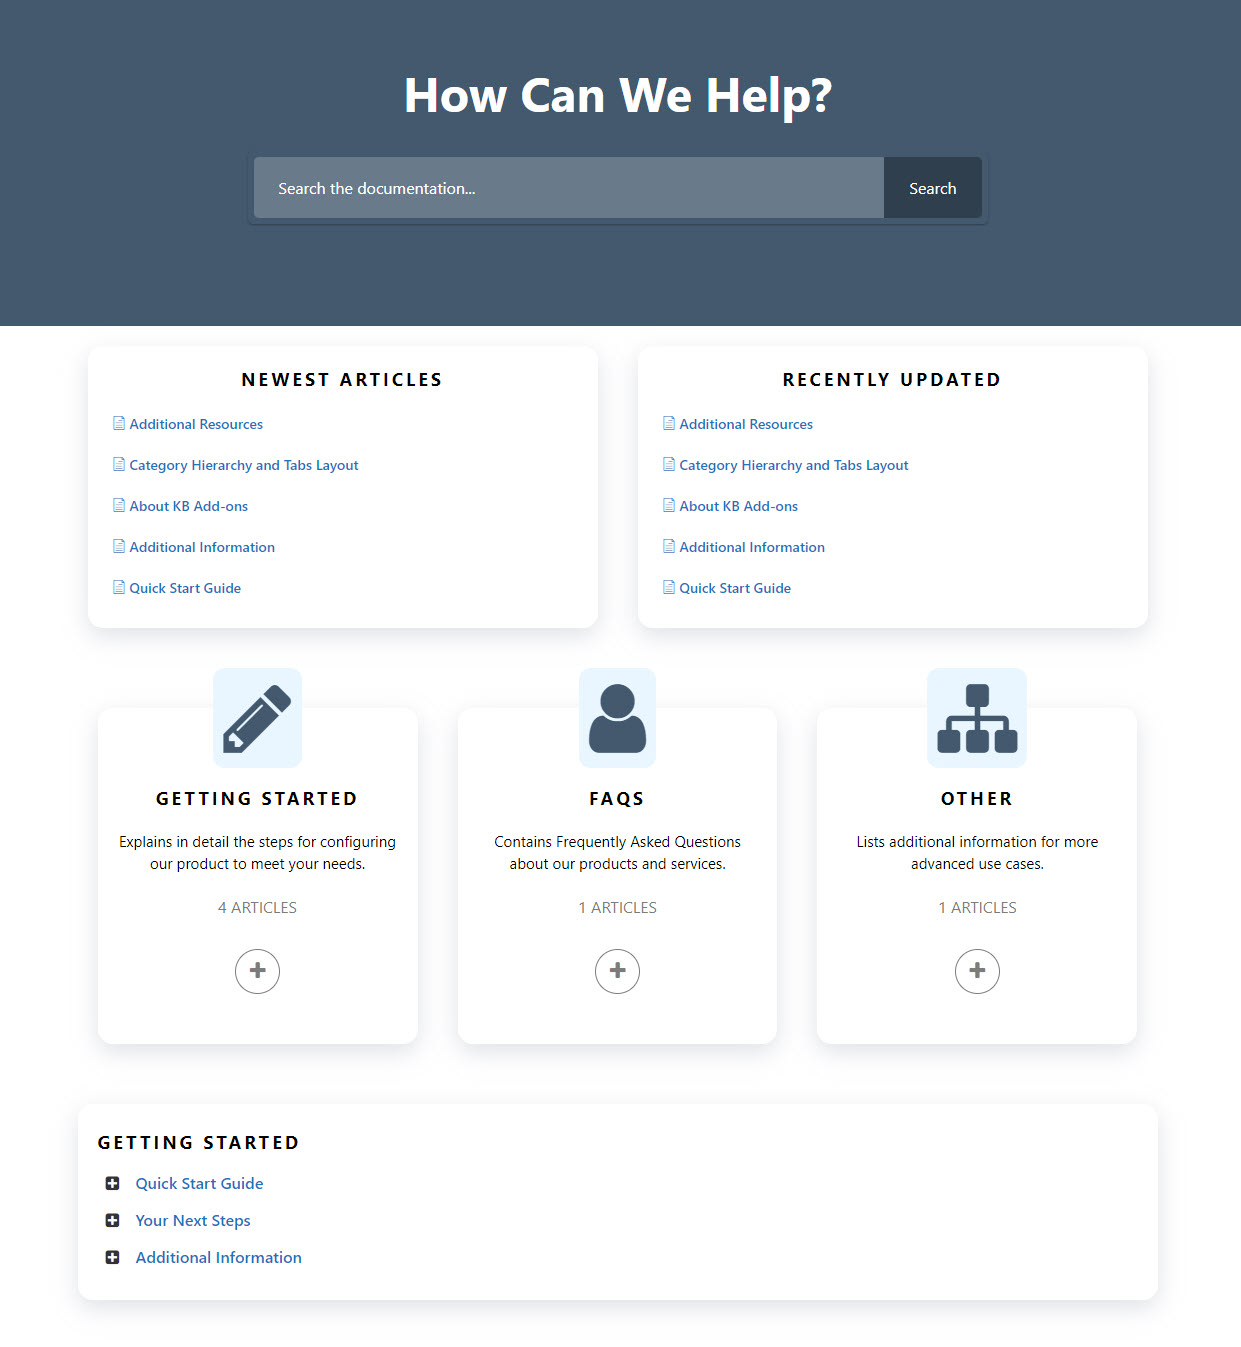 How Can We Help?
Search the documentation...
Search
NEWEST ARTICLES
Additional Resources
Category Hierarchy and Tabs Layout
About KB Add-ons
Additional Information
Quick Start Guide
RECENTLY UPDATED
Additional Resources
Category Hierarchy and Tabs Layout
About KB Add-ons
Additional Information
Quick Start Guide
GETTING STARTED
Explains in detail the steps for configuring
our product to meet your needs.
4 ARTICLES
FAQS
Contains Frequently Asked Questions
about our products and services.
1 ARTICLES
OTHER
Lists additional information for more
advanced use cases.
1 ARTICLES
GETTING STARTED
Quick Start Guide
Your Next Steps
Additional Information